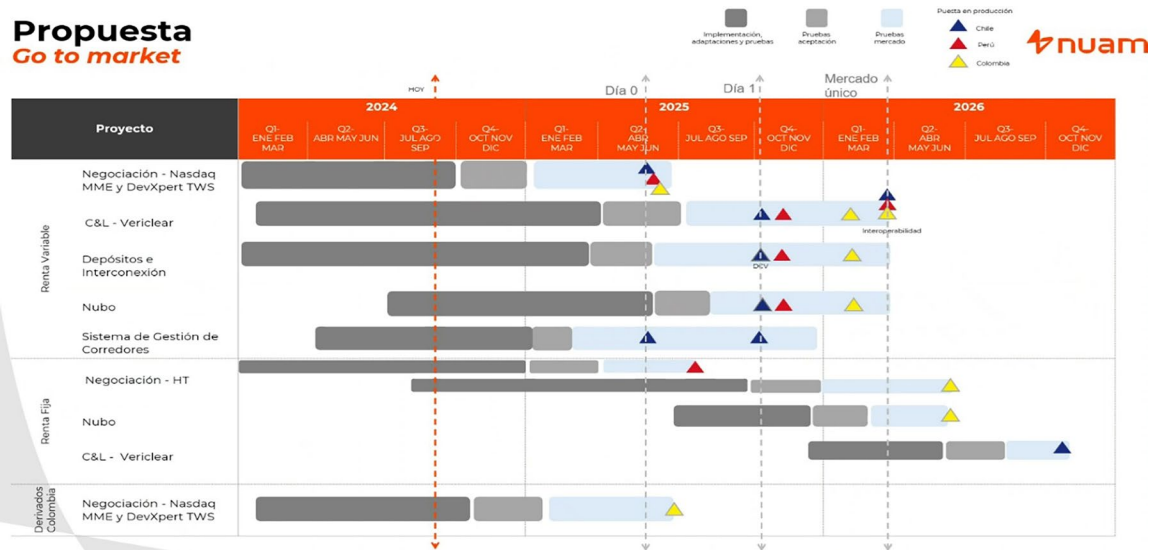 Propuesta
Go to market
Implementación,
adaptaciones y pruebas
Pruebas
aceptación
Pruebas
mercado
Puesta en producción
Chile
Perú
Colombia
nuam
HOY
Día 0
Día 1
Mercado
único
Proyecto
2024
2025
2026
Q1-
ENE FEB
MAR
Q2-
ABR MAY JUN
Q3-
JUL AGO
SEP
Q4-
OCT NOV
DIC
Q1-
ENE FEB
MAR
Q2-
ABR
MAY JUN
Q3-
JUL AGO SEP
Q4-
OCT NOV
DIC
Q1-
ENE FEB
MAR
Q2-
ABR
MAY JUN
Q3-
JUL AGO SEP
Q4-
OCT NOV
DIC
Renta Variable
Negociación - Nasdaq
MME y DevXpert TWS
C&L - Vericlear
Interoperabilidad
Depósitos e
Interconexión
DCV
Nubo
Sistema de Gestión de
Corredores
Renta Fija
Negociación - HT
Nubo
C&L - Vericlear
Derivados
Colombia
Negociación - Nasdaq
MME y DevXpert TWS